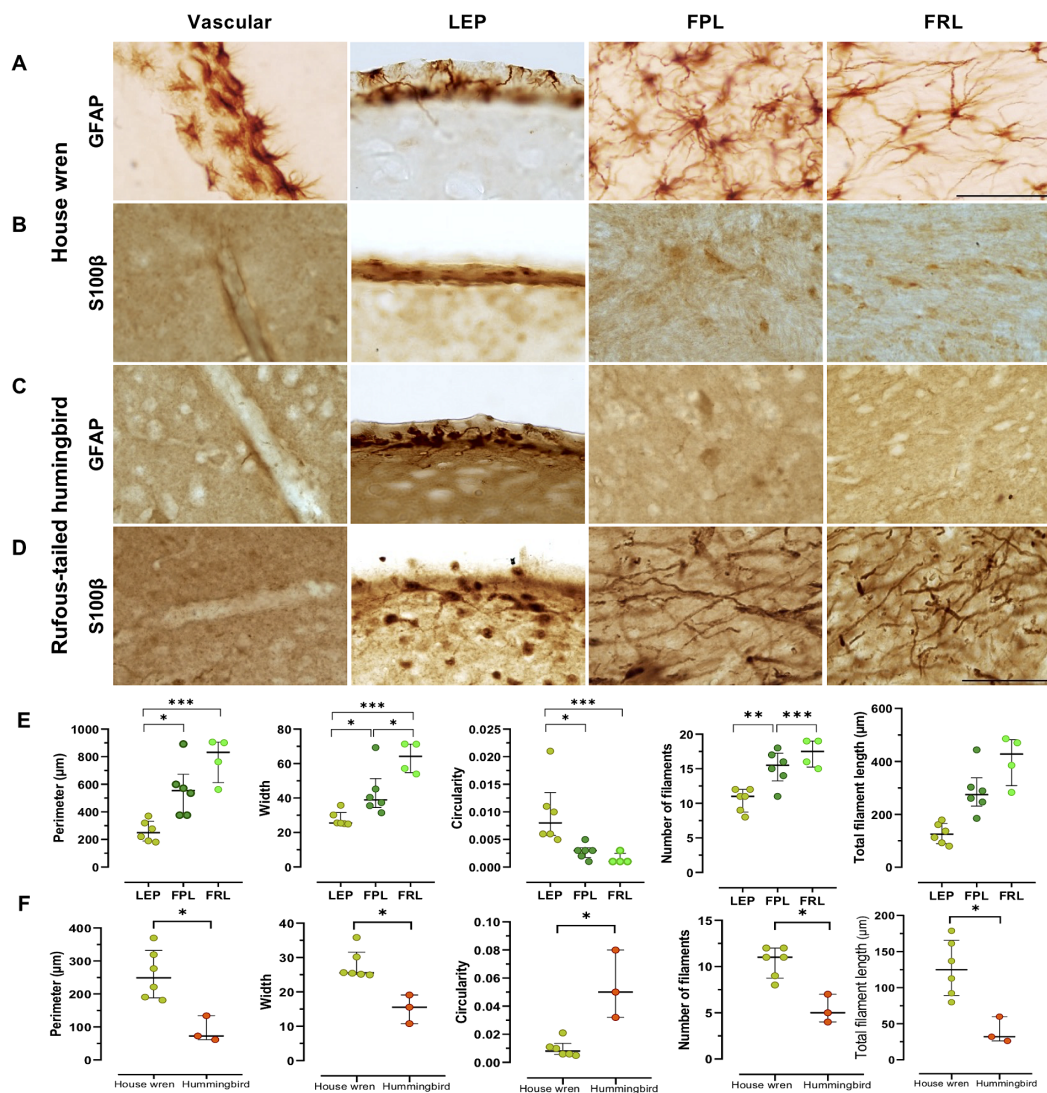 Vascular LEP FPL FRL
A
House wren
GFAP
B
S100β
C
Rufous-tailed humingbird
GFAP
D
S100β
E
*** * 
Perimeter (µm)
1000
800
600
400
200
0
LEP FPL FRL
***
* *
Width
60
40
20
0
LEP FPL FRL
***
*
Circularity
0.025
0.020
0.015
0.010
0.005
0.000
LEP FPL FRL
** ***
Number of filaments
20
15
10
5
0
LEP FPL FRL
Total filament length (µm)
600
400
200
0
LEP FPL FRL
F
*
Perimeter (µm)
400
300
200
100
0
House wren Hummingbird
*
Width
40
30
20
10
0
House wren Hummingbird
*
Circularity
0.10
0.08
0.06
0.04
0.02
0.00
House wren Hummingbird
*
Number of filaments
15
10
5
0
House wren Hummingbird
*
Total filament length (µm)
200
175
150
125
100
75
50
25
0
House wren Hummingbird